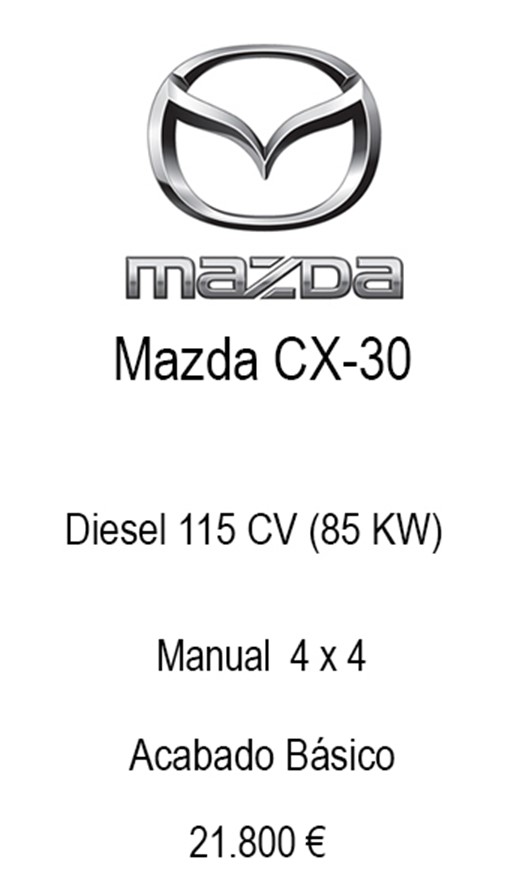 mazda
Mazda CX-30
Diesel 115 CV (85 KW)
Manual 4 x 4
Acabado Básico
21.800 €